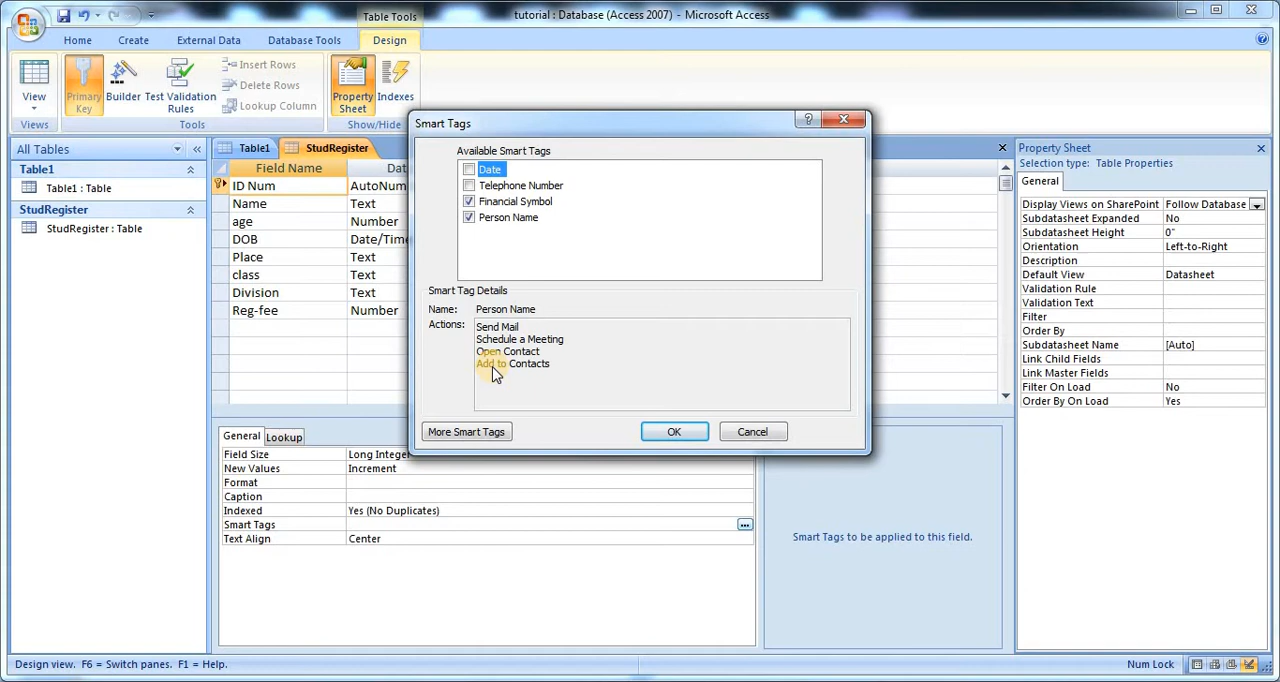 tutorial : Database (Access 2007) - Microsoft Access
Table Tools
Home Create External Data Database Tools Design
View
Primary Key
Builder
Test Validation Rules
Insert Rows
Delete Rows
Lookup Column
Property Sheet
Indexes
Views Tools Show/Hide
All Tables
Table1
Table1 : Table
StudRegister
StudRegister : Table
Table1 StudRegister
Field Name Da
ID Num AutoNum
Name Text
age Number
DOB Date/Time
Place Text
class Text
Division Text
Reg-fee Number
Smart Tags
Available Smart Tags
Date
Telephone Number
Financial Symbol
Person Name
Smart Tag Details
Name: Person Name
Actions: Send Mail
Schedule a Meeting
Open Contact
Add to Contacts
More Smart Tags OK Cancel
General Lookup
Field Size Long Integer
New Values Increment
Format
Caption
Indexed Yes (No Duplicates)
Smart Tags
Text Align Center
Smart Tags to be applied to this field.
Property Sheet
Selection type: Table Properties
General
Display Views on SharePoint Follow Database
Subdatasheet Expanded No
Subdatasheet Height 0"
Orientation Left-to-Right
Description
Default View Datasheet
Validation Rule
Validation Text
Filter
Order By
Subdatasheet Name [Auto]
Link Child Fields
Link Master Fields
Filter On Load No
Order By On Load Yes
Design view. F6 = Switch panes. F1 = Help.
Num Lock